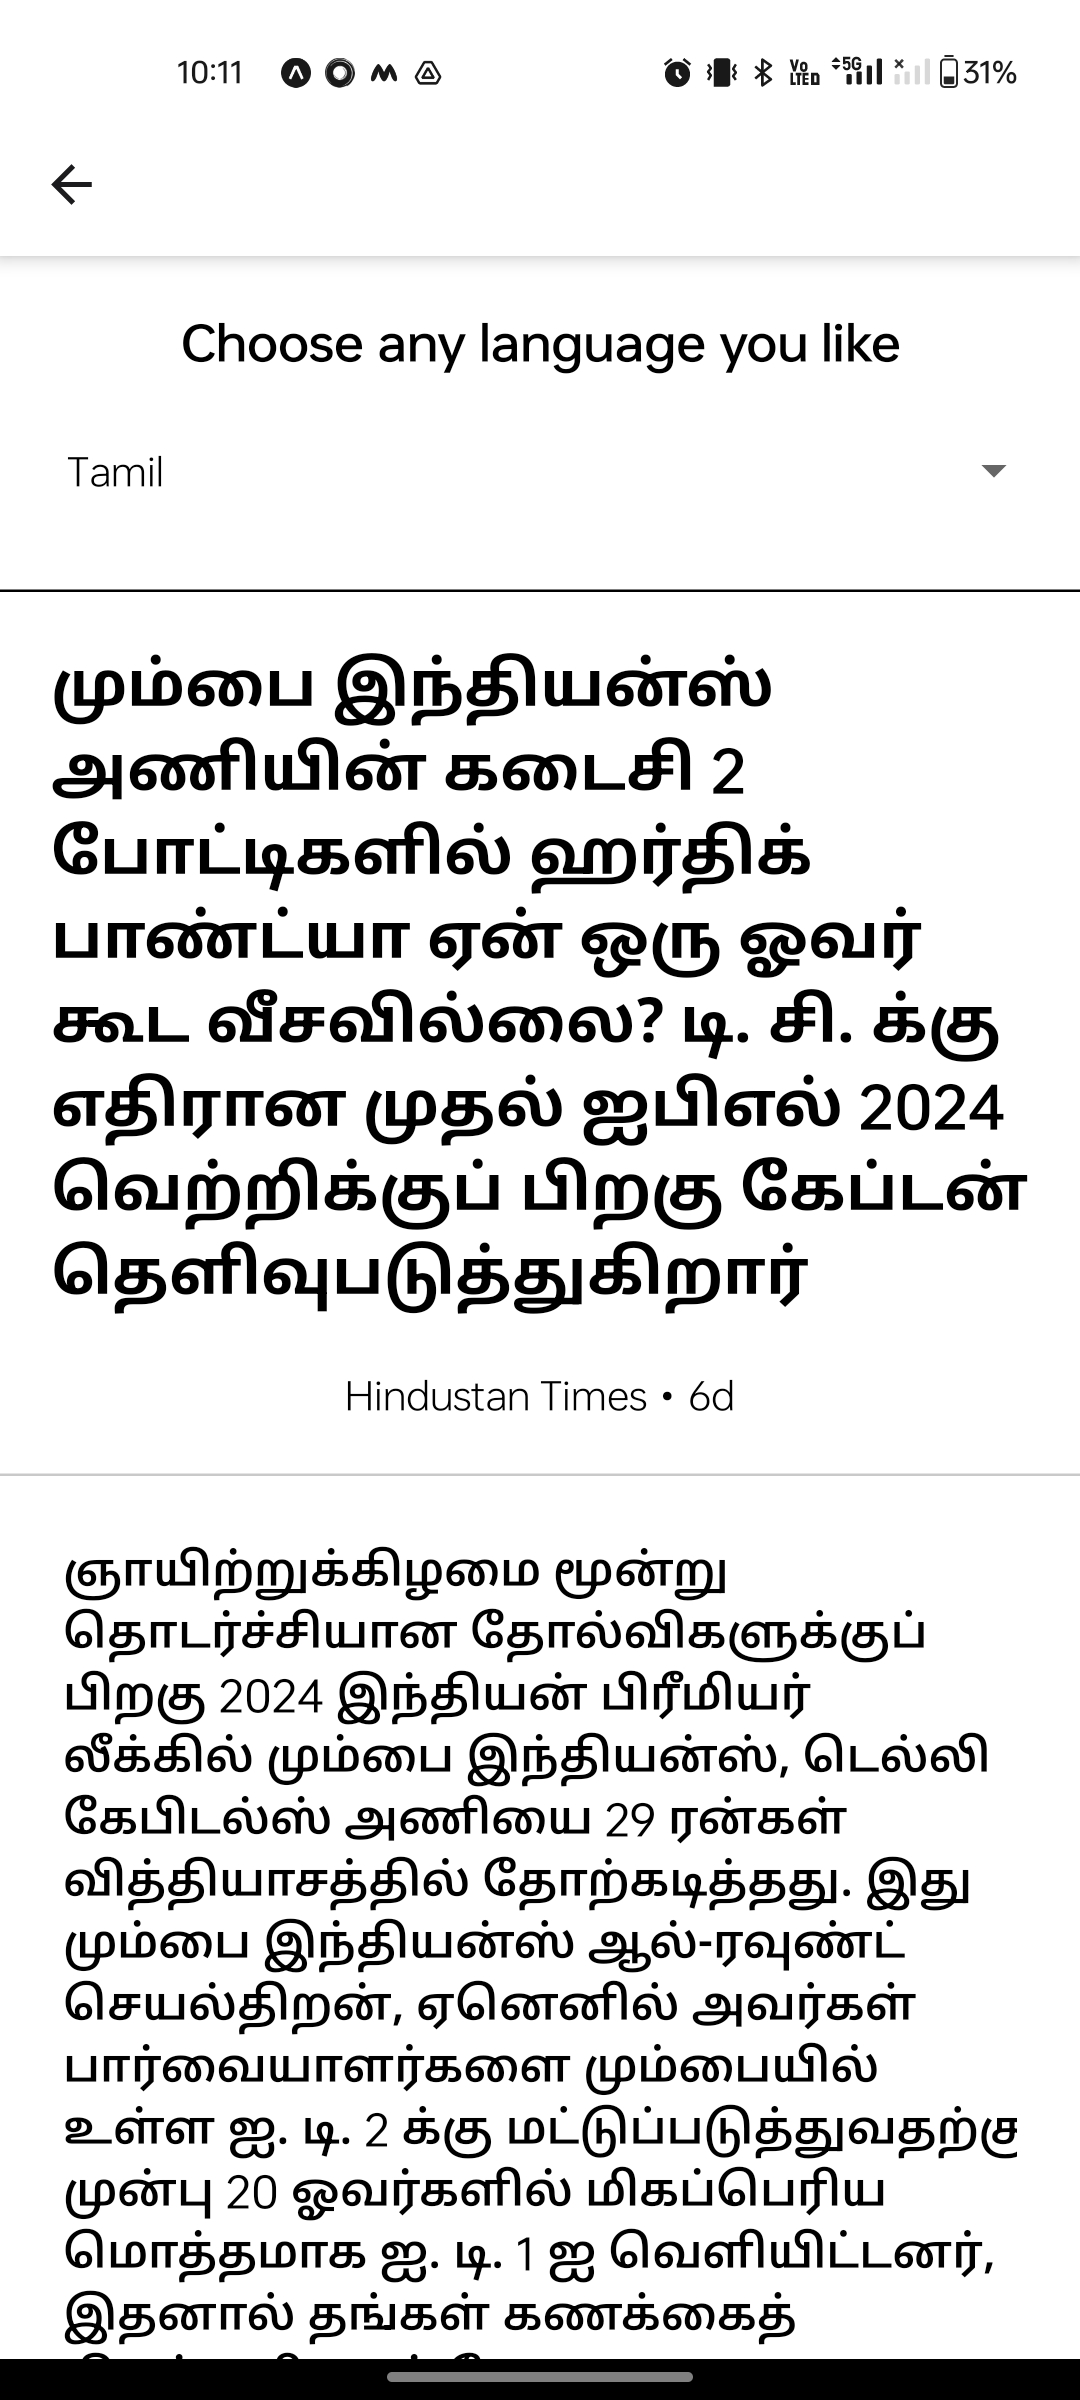 10:11
Vo LTE 5G 31%
Choose any language you like
Tamil
மும்பை இந்தியன்ஸ்
அணியின் கடைசி 2
போட்டிகளில் ஹர்திக்
பாண்ட்யா ஏன் ஒரு ஓவர்
கூட வீசவில்லை? டி. சி. க்கு
எதிரான முதல் ஐபிஎல் 2024
வெற்றிக்குப் பிறகு கேப்டன்
தெளிவுபடுத்துகிறார்
Hindustan Times • 6d
ஞாயிற்றுக்கிழமை மூன்று
தொடர்ச்சியான தோல்விகளுக்குப்
பிறகு 2024 இந்தியன் பிரீமியர்
லீக்கில் மும்பை இந்தியன்ஸ், டெல்லி
கேபிடல்ஸ் அணியை 29 ரன்கள்
வித்தியாசத்தில் தோற்கடித்தது. இது
மும்பை இந்தியன்ஸ் ஆல்-ரவுண்ட்
செயல்திறன், ஏனெனில் அவர்கள்
பார்வையாளர்களை மும்பையில்
உள்ள ஐ. டி. 2 க்கு மட்டுப்படுத்துவதற்கு
முன்பு 20 ஓவர்களில் மிகப்பெரிய
மொத்தமாக ஐ. டி. 1 ஐ வெளியிட்டனர்,
இதனால் தங்கள் கணக்கைத்